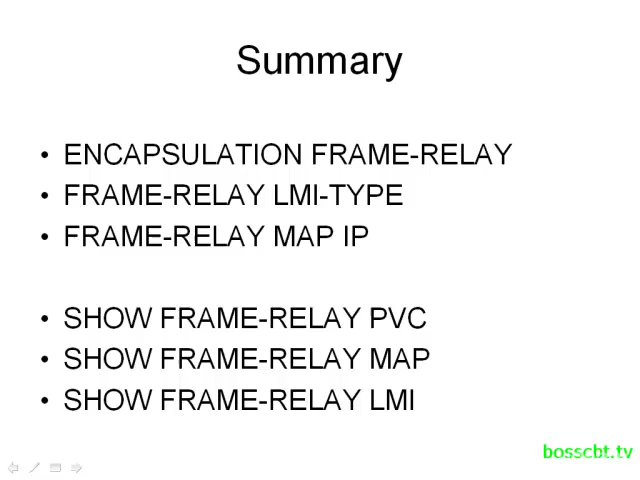 Summary
• ENCAPSULATION FRAME-RELAY
• FRAME-RELAY LMI-TYPE
• FRAME-RELAY MAP IP
• SHOW FRAME-RELAY PVC
• SHOW FRAME-RELAY MAP
• SHOW FRAME-RELAY LMI
bosscbt.tv